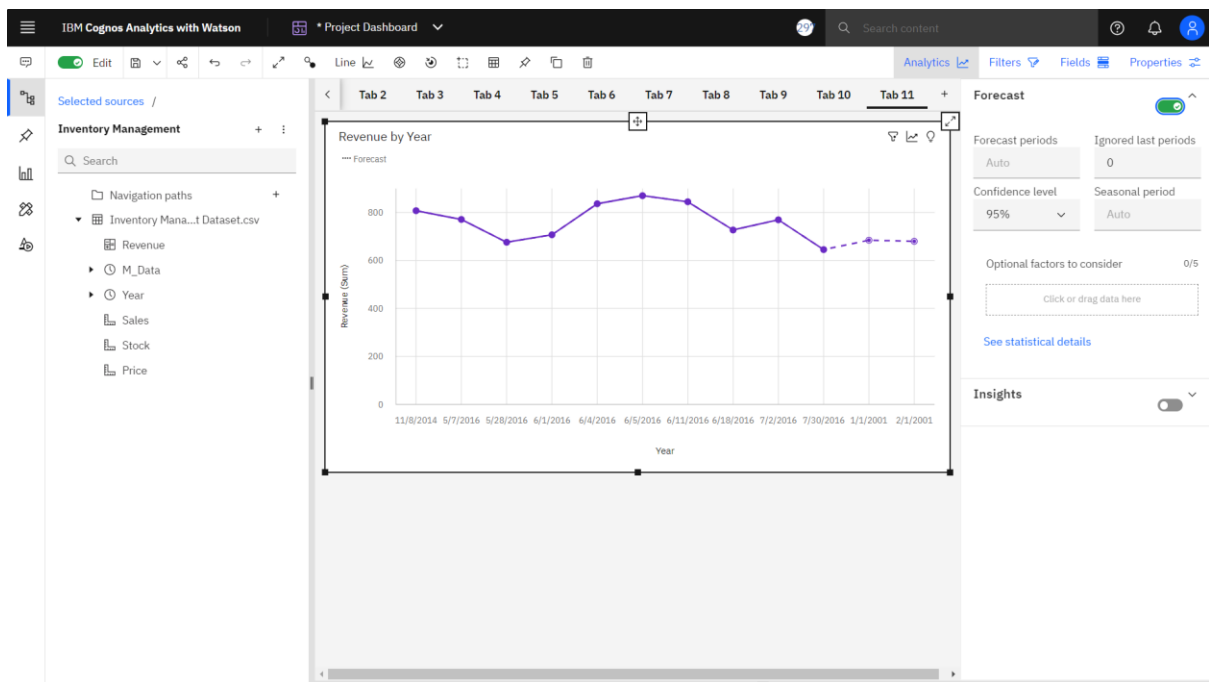 IBM Cognos Analytics with Watson
* Project Dashboard
Search content
Edit
Line
Analytics
Filters
Fields
Properties
Selected sources /
Inventory Management
Search
Navigation paths
Inventory Mana...t Dataset.csv
Revenue
M_Data
Year
Sales
Stock
Price
Tab 2 Tab 3 Tab 4 Tab 5 Tab 6 Tab 7 Tab 8 Tab 9 Tab 10 Tab 11 +
Revenue by Year
Forecast
Revenue (Sum)
800
600
400
200
0
11/8/2014 5/7/2016 5/28/2016 6/1/2016 6/4/2016 6/5/2016 6/11/2016 6/18/2016 7/2/2016 7/30/2016 1/1/2001 2/1/2001
Year
Forecast
Forecast periods Ignored last periods
Auto 0
Confidence level Seasonal period
95% Auto
Optional factors to consider 0/5
Click or drag data here
See statistical details
Insights